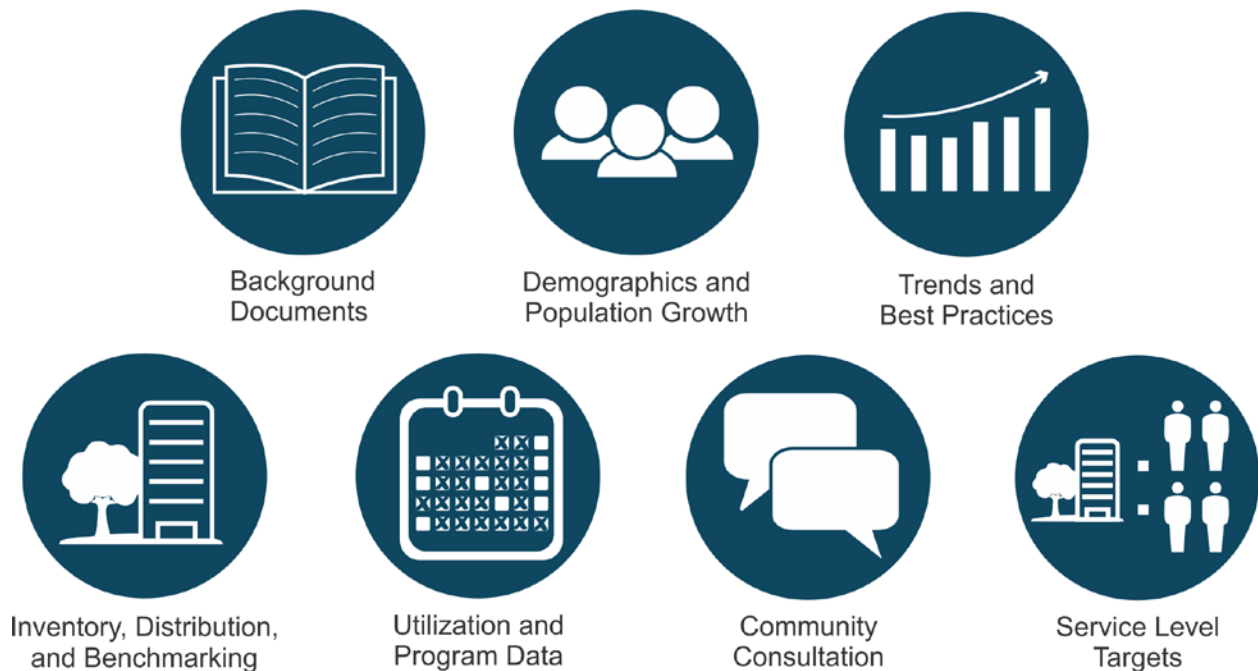 Background
Documents
Demographics and
Population Growth
Trends and
Best Practices
Inventory, Distribution,
and Benchmarking
Utilization and
Program Data
Community
Consultation
Service Level
Targets